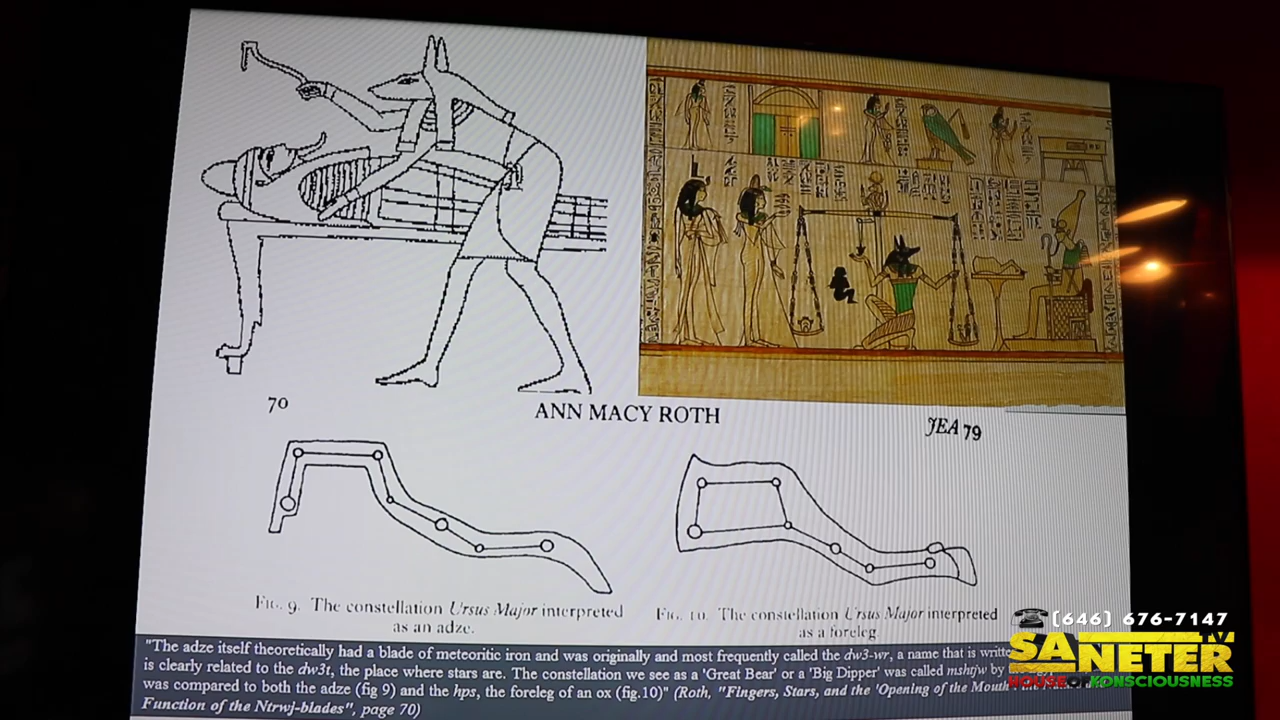 70
ANN MACY ROTH
JEA 79
FIG. 9. The constellation Ursus Major interpreted
as an adze.
FIG. 10. The constellation Ursus Major interpreted
as a foreleg
"The adze itself theoretically had a blade of meteoritic iron and was originally and most frequently called the dw3-wr, a name that is
is clearly related to the dw3t, the place where stars are. The constellation we see as a 'Great Bear' or a 'Big Dipper' was called mshtjw by
was compared to both the adze (fig 9) and the hps, the foreleg of an ox (fig.10)" (Roth, "Fingers, Stars, and the 'Opening of the Mouth
Function of the Ntrwj-blades", page 70)
(646) 676-7147
SANETER TV
HOUSE OF KONSCIOUSNESS